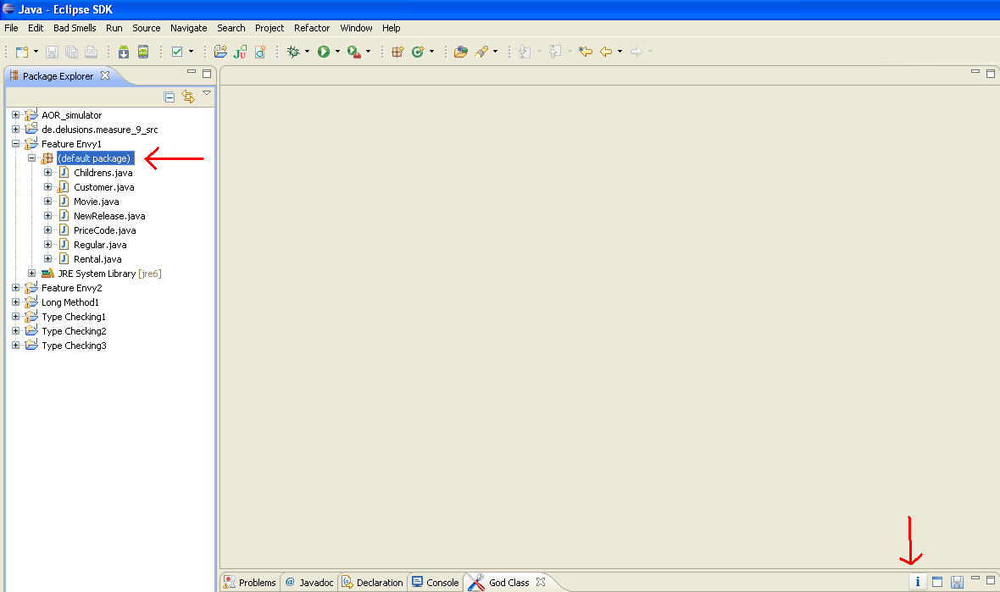 Java - Eclipse SDK
File Edit Bad Smells Run Source Navigate Search Project Refactor Window Help
Package Explorer
AOR_simulator
de.delusions.measure_9_src
Feature Envy1
(default package)
Childrens.java
Customer.java
Movie.java
NewRelease.java
PriceCode.java
Regular.java
Rental.java
JRE System Library [jre6]
Feature Envy2
Long Method1
Type Checking1
Type Checking2
Type Checking3
Problems @ Javadoc Declaration Console God Class i